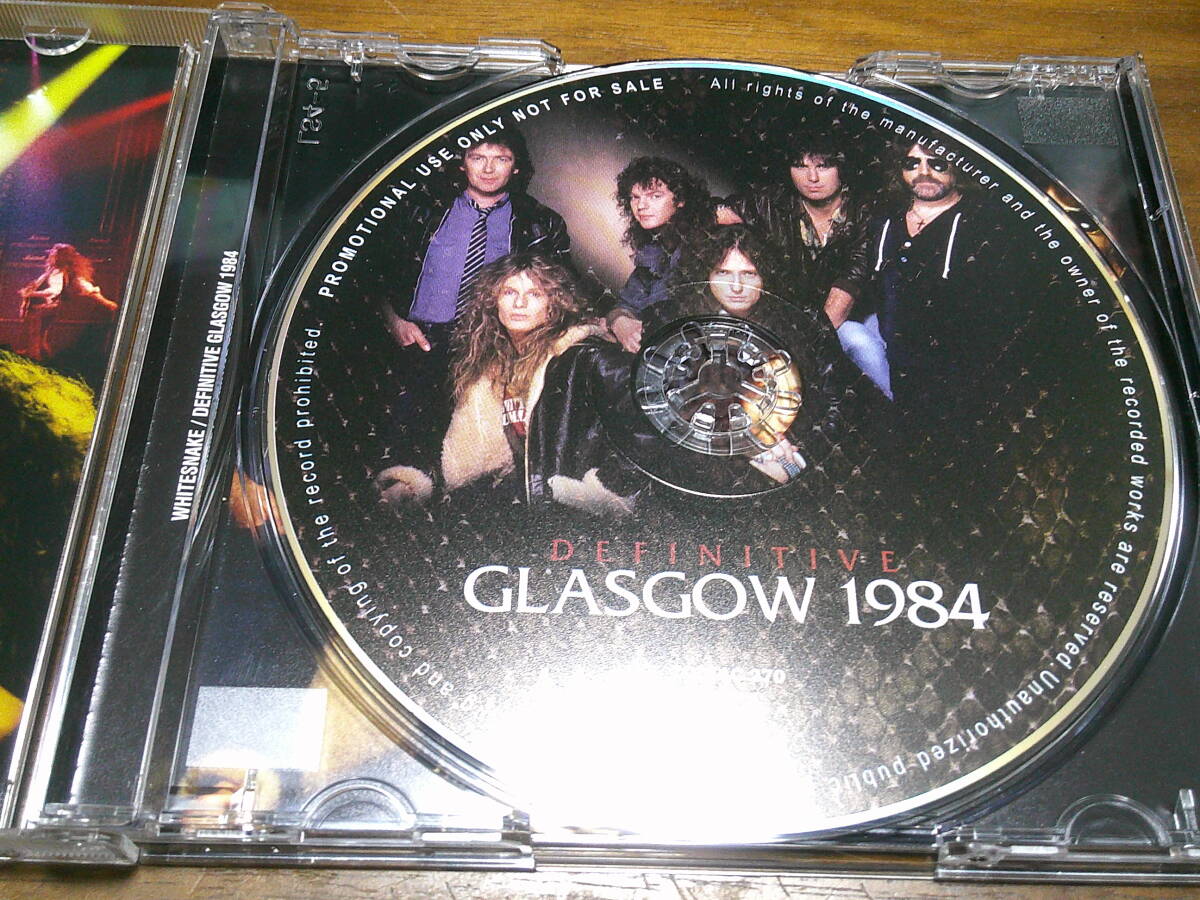 WHITESNAKE / DEFINITIVE GLASGOW 1984
PROMOTIONAL USE ONLY NOT FOR SALE
All rights of the manufacturer and the owner of the recorded works are reserved. Unauthorized public
and copying of the record prohibited.
DEFINITIVE
GLASGOW 1984